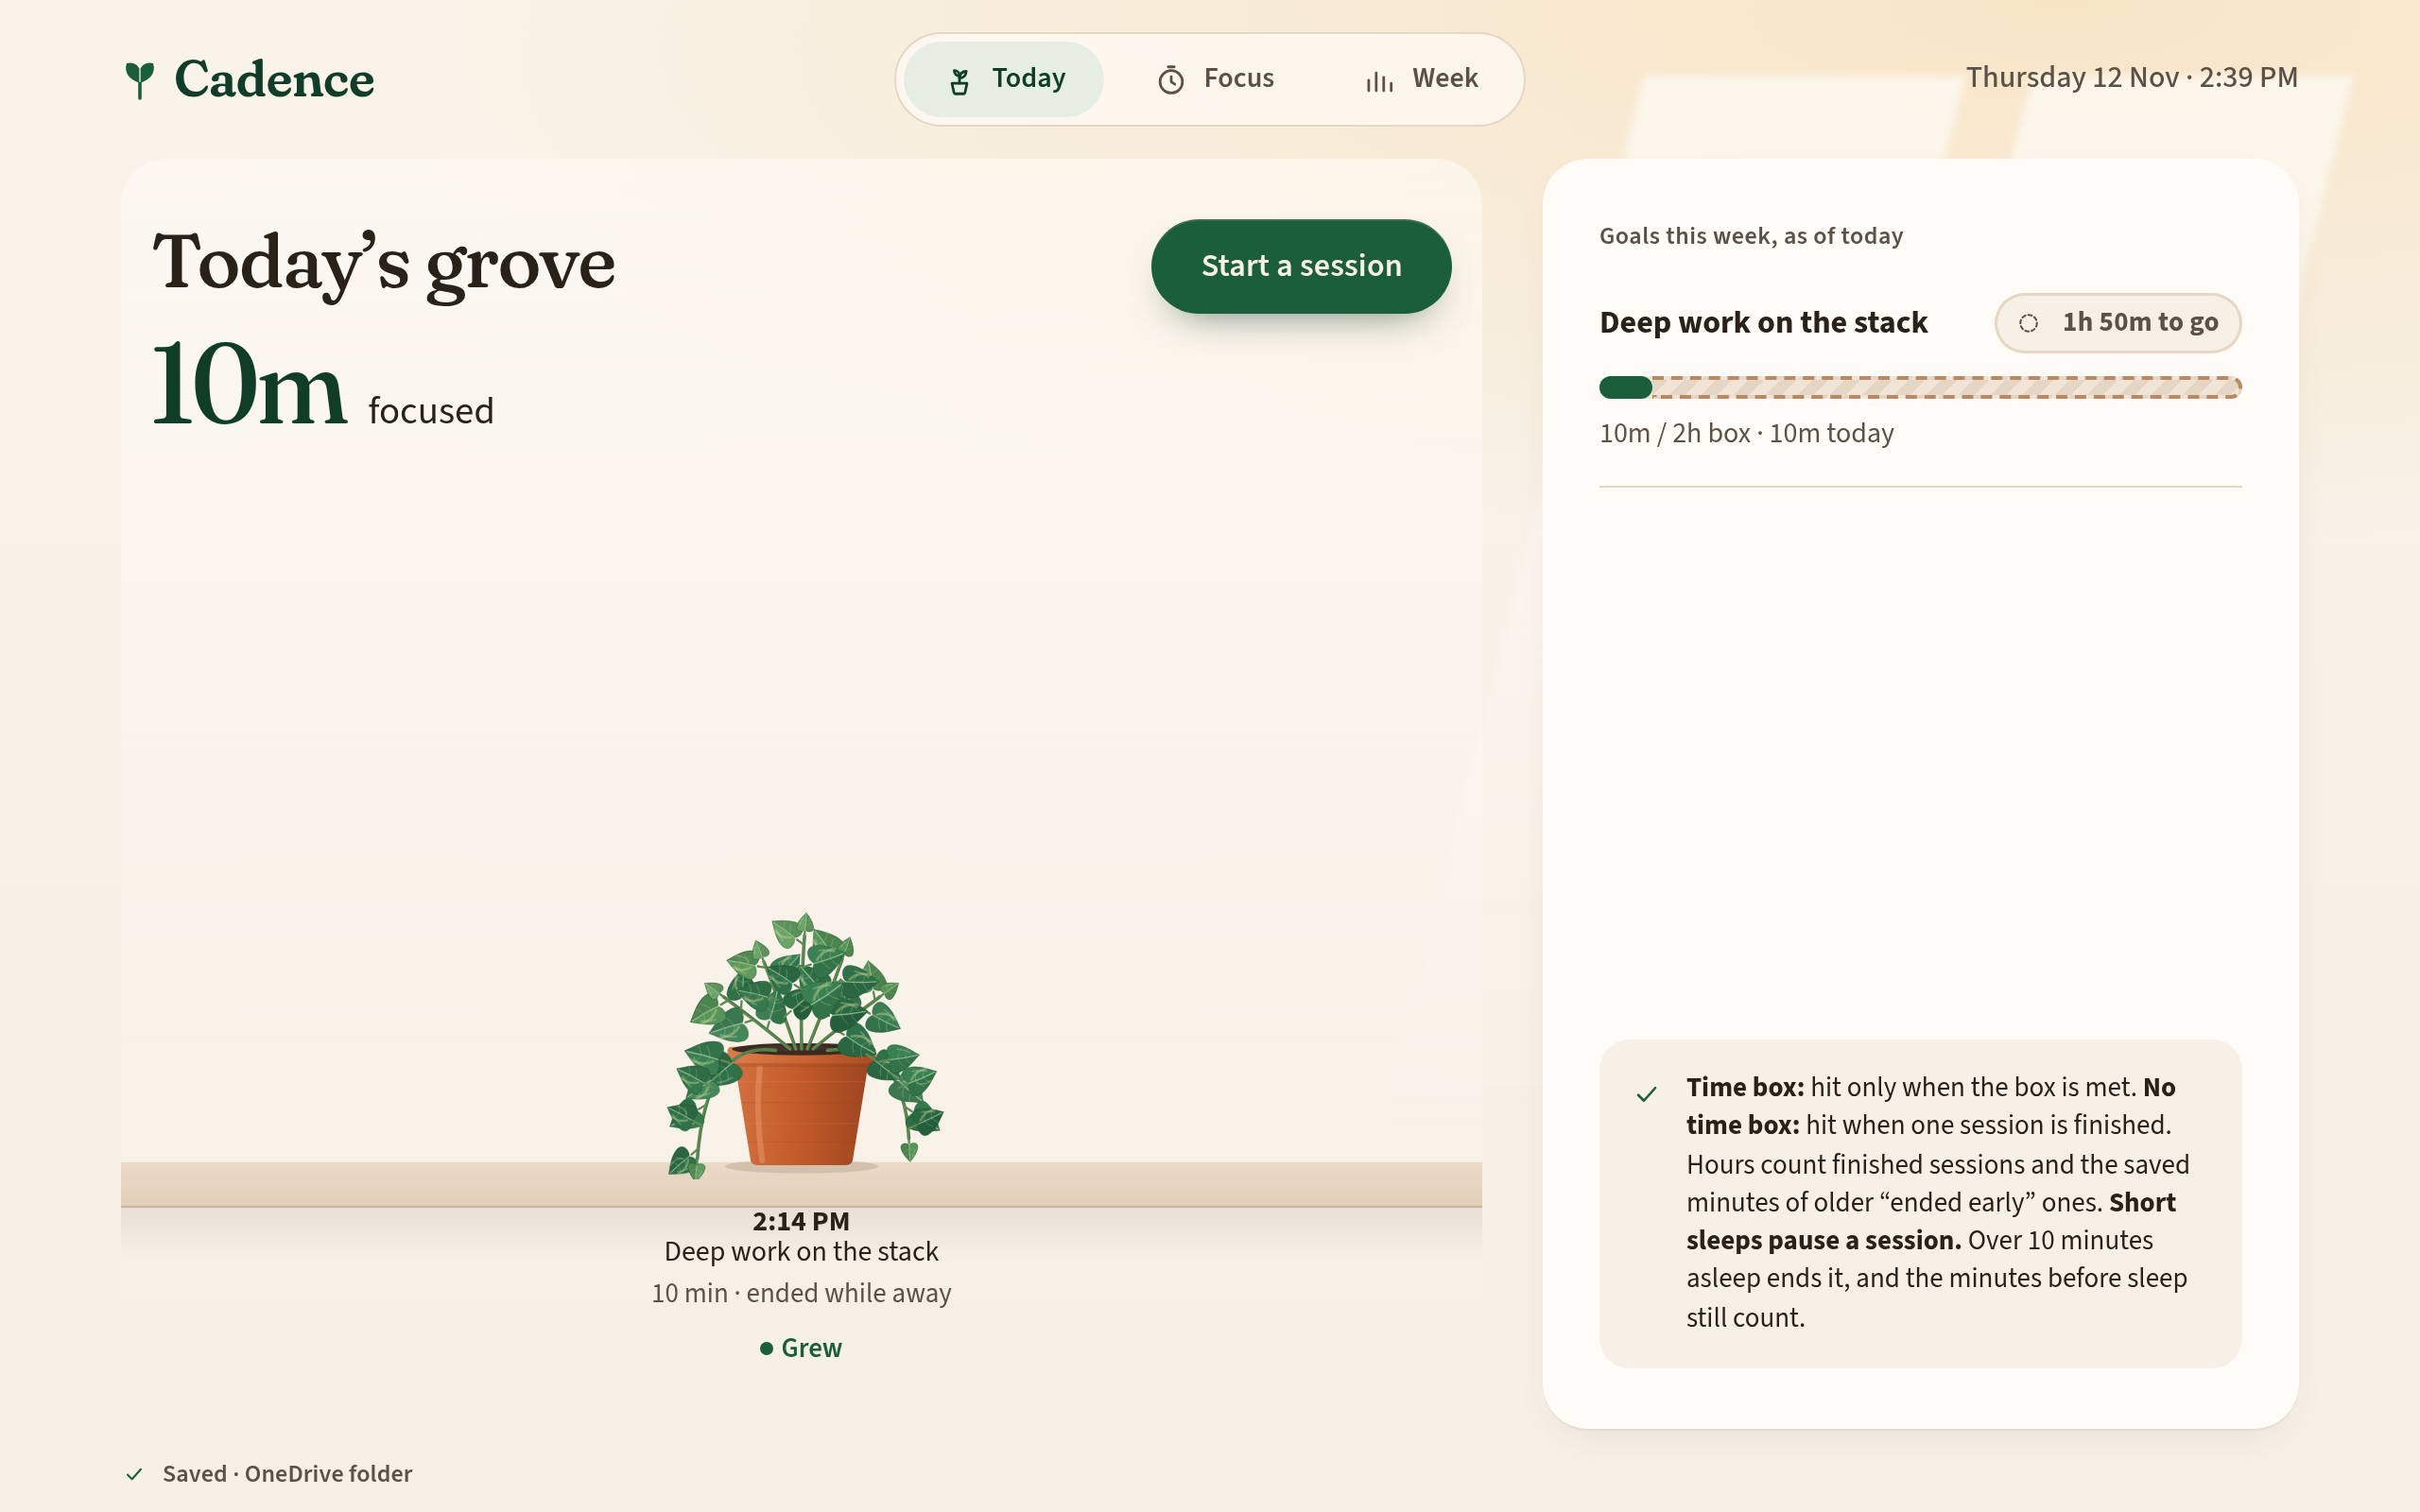 Cadence
Today
Focus
Week
Thursday 12 Nov · 2:39 PM
Today’s grove
Start a session
10m focused
Goals this week, as of today
Deep work on the stack
1h 50m to go
10m / 2h box · 10m today
2:14 PM
Deep work on the stack
10 min · ended while away
Grew
Time box: hit only when the box is met. No
time box: hit when one session is finished.
Hours count finished sessions and the saved
minutes of older “ended early” ones. Short
sleeps pause a session. Over 10 minutes
asleep ends it, and the minutes before sleep
still count.
Saved · OneDrive folder